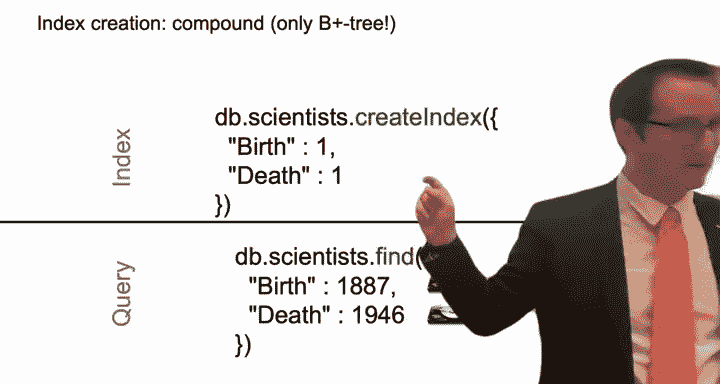 Index creation: compound (only B+-tree!)
Index
db.scientists.createIndex({
"Birth" : 1,
"Death" : 1
})
Query
db.scientists.find(
"Birth" : 1887,
"Death" : 1946
})